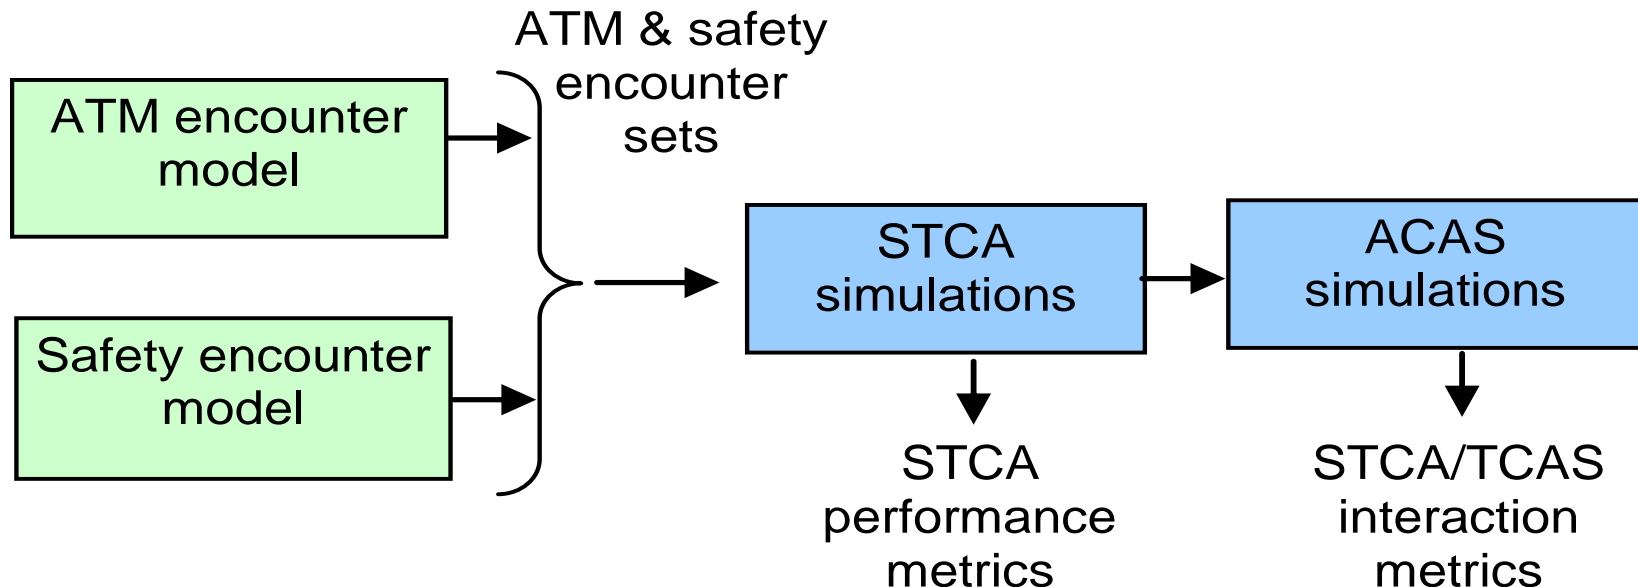 ATM & safety
encounter
sets
ATM encounter
model
Safety encounter
model
STCA
simulations
ACAS
simulations
STCA
performance
metrics
STCA/TCAS
interaction
metrics